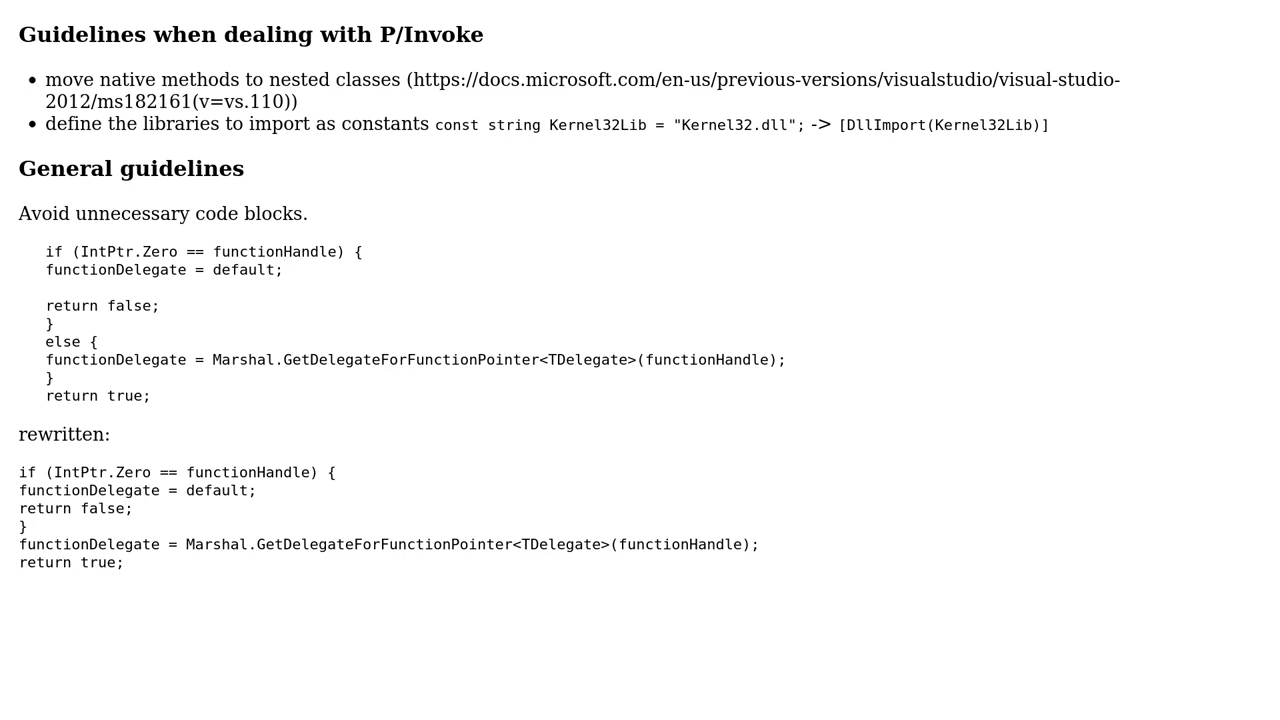 Guidelines when dealing with P/Invoke
• move native methods to nested classes (https://docs.microsoft.com/en-us/previous-versions/visualstudio/visual-studio-
2012/ms182161(v=vs.110))
• define the libraries to import as constants const string Kernel32Lib = "Kernel32.dll"; -> [DllImport(Kernel32Lib)]
General guidelines
Avoid unnecessary code blocks.
if (IntPtr.Zero == functionHandle) {
functionDelegate = default;
return false;
}
else {
functionDelegate = Marshal.GetDelegateForFunctionPointer<TDelegate>(functionHandle);
}
return true;
rewritten:
if (IntPtr.Zero == functionHandle) {
functionDelegate = default;
return false;
}
functionDelegate = Marshal.GetDelegateForFunctionPointer<TDelegate>(functionHandle);
return true;